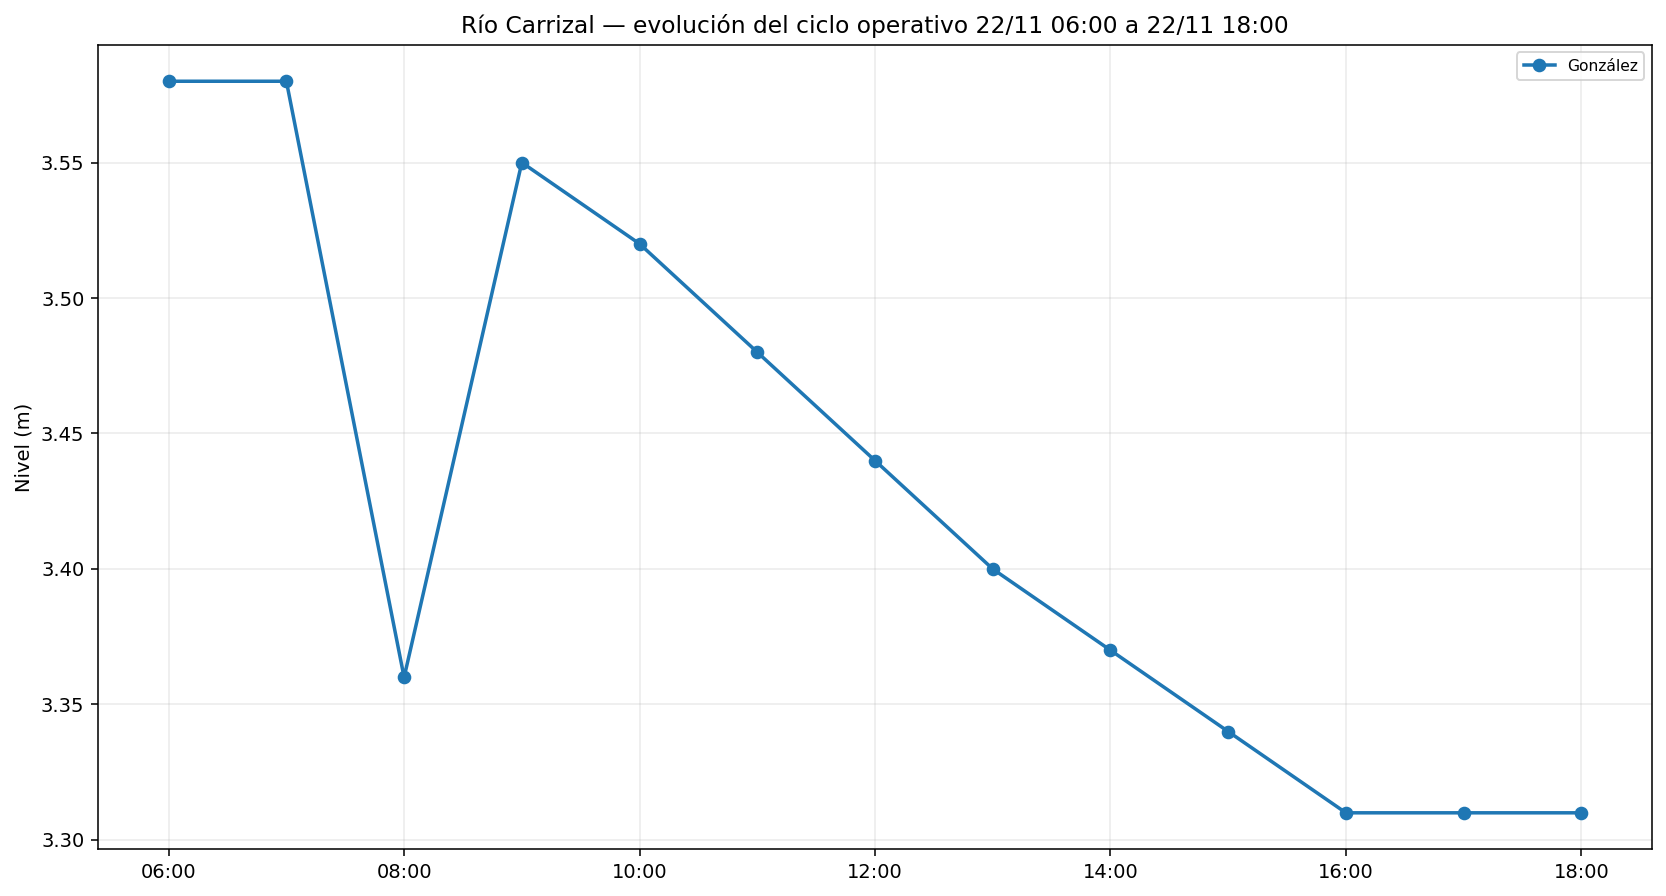 Río Carrizal — evolución del ciclo operativo 22/11 06:00 a 22/11 18:00
González
Nivel (m)
3.55
3.50
3.45
3.40
3.35
3.30
06:00 08:00 10:00 12:00 14:00 16:00 18:00